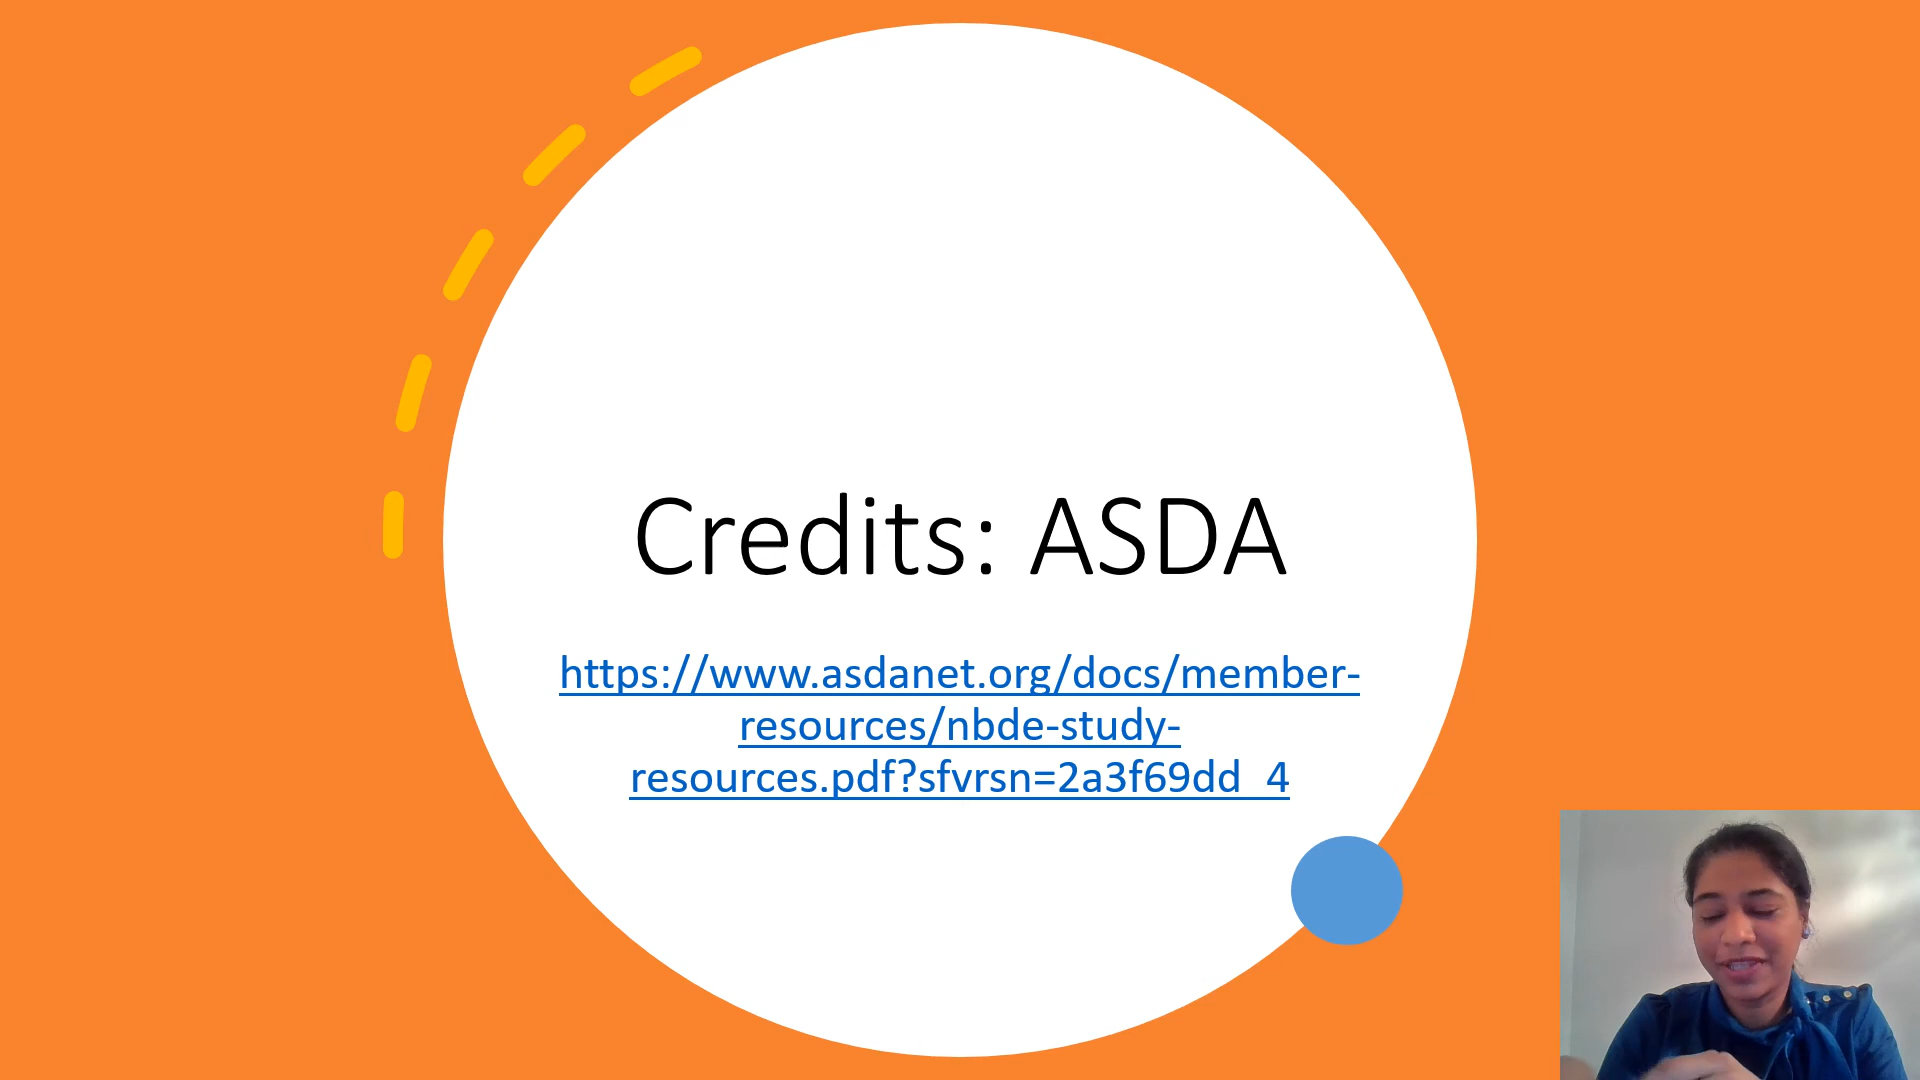 Credits: ASDA
https://www.asdanet.org/docs/member-
resources/nbde-study-
resources.pdf?sfvrsn=2a3f69dd_4